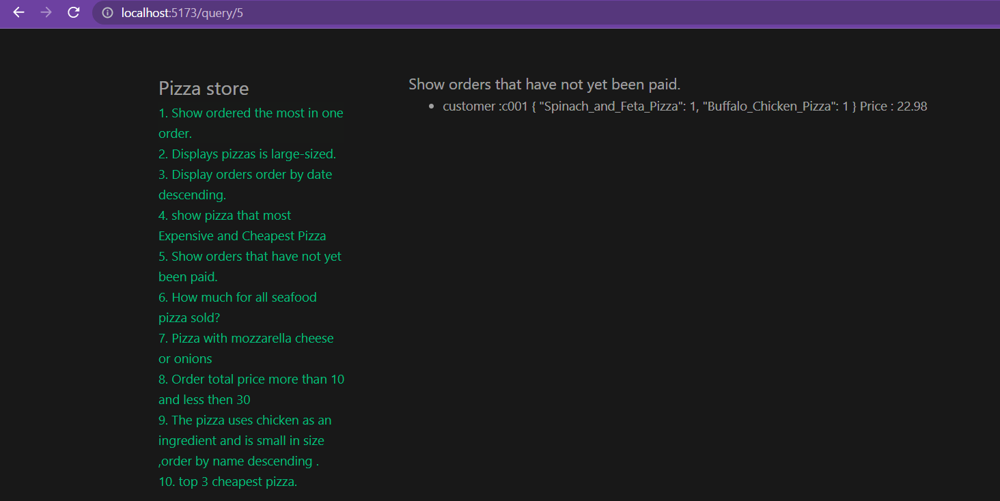 localhost:5173/query/5
Pizza store
1. Show ordered the most in one
order.
2. Displays pizzas is large-sized.
3. Display orders order by date
descending.
4. show pizza that most
Expensive and Cheapest Pizza
5. Show orders that have not yet
been paid.
6. How much for all seafood
pizza sold?
7. Pizza with mozzarella cheese
or onions
8. Order total price more than 10
and less then 30
9. The pizza uses chicken as an
ingredient and is small in size
,order by name descending .
10. top 3 cheapest pizza.
Show orders that have not yet been paid.
• customer :c001 { "Spinach_and_Feta_Pizza": 1, "Buffalo_Chicken_Pizza": 1 } Price : 22.98